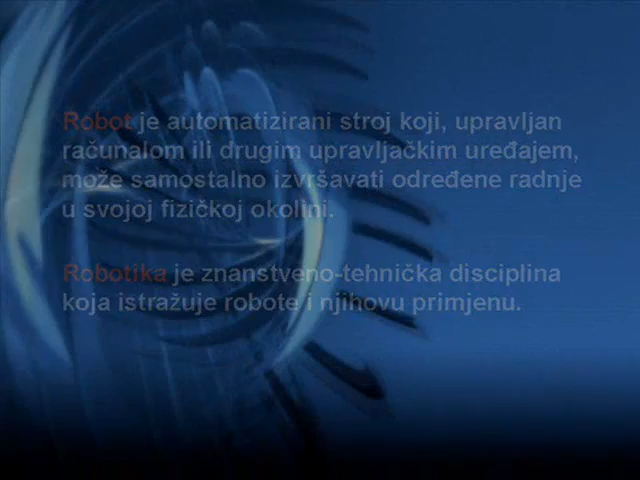 Robot je automatizirani stroj koji, upravljan
računalom ili drugim upravljačkim uređajem,
može samostalno izvršavati određene radnje
u svojoj fizičkoj okolini.
Robotika je znanstveno-tehnička disciplina
koja istražuje robote i njihovu primjenu.